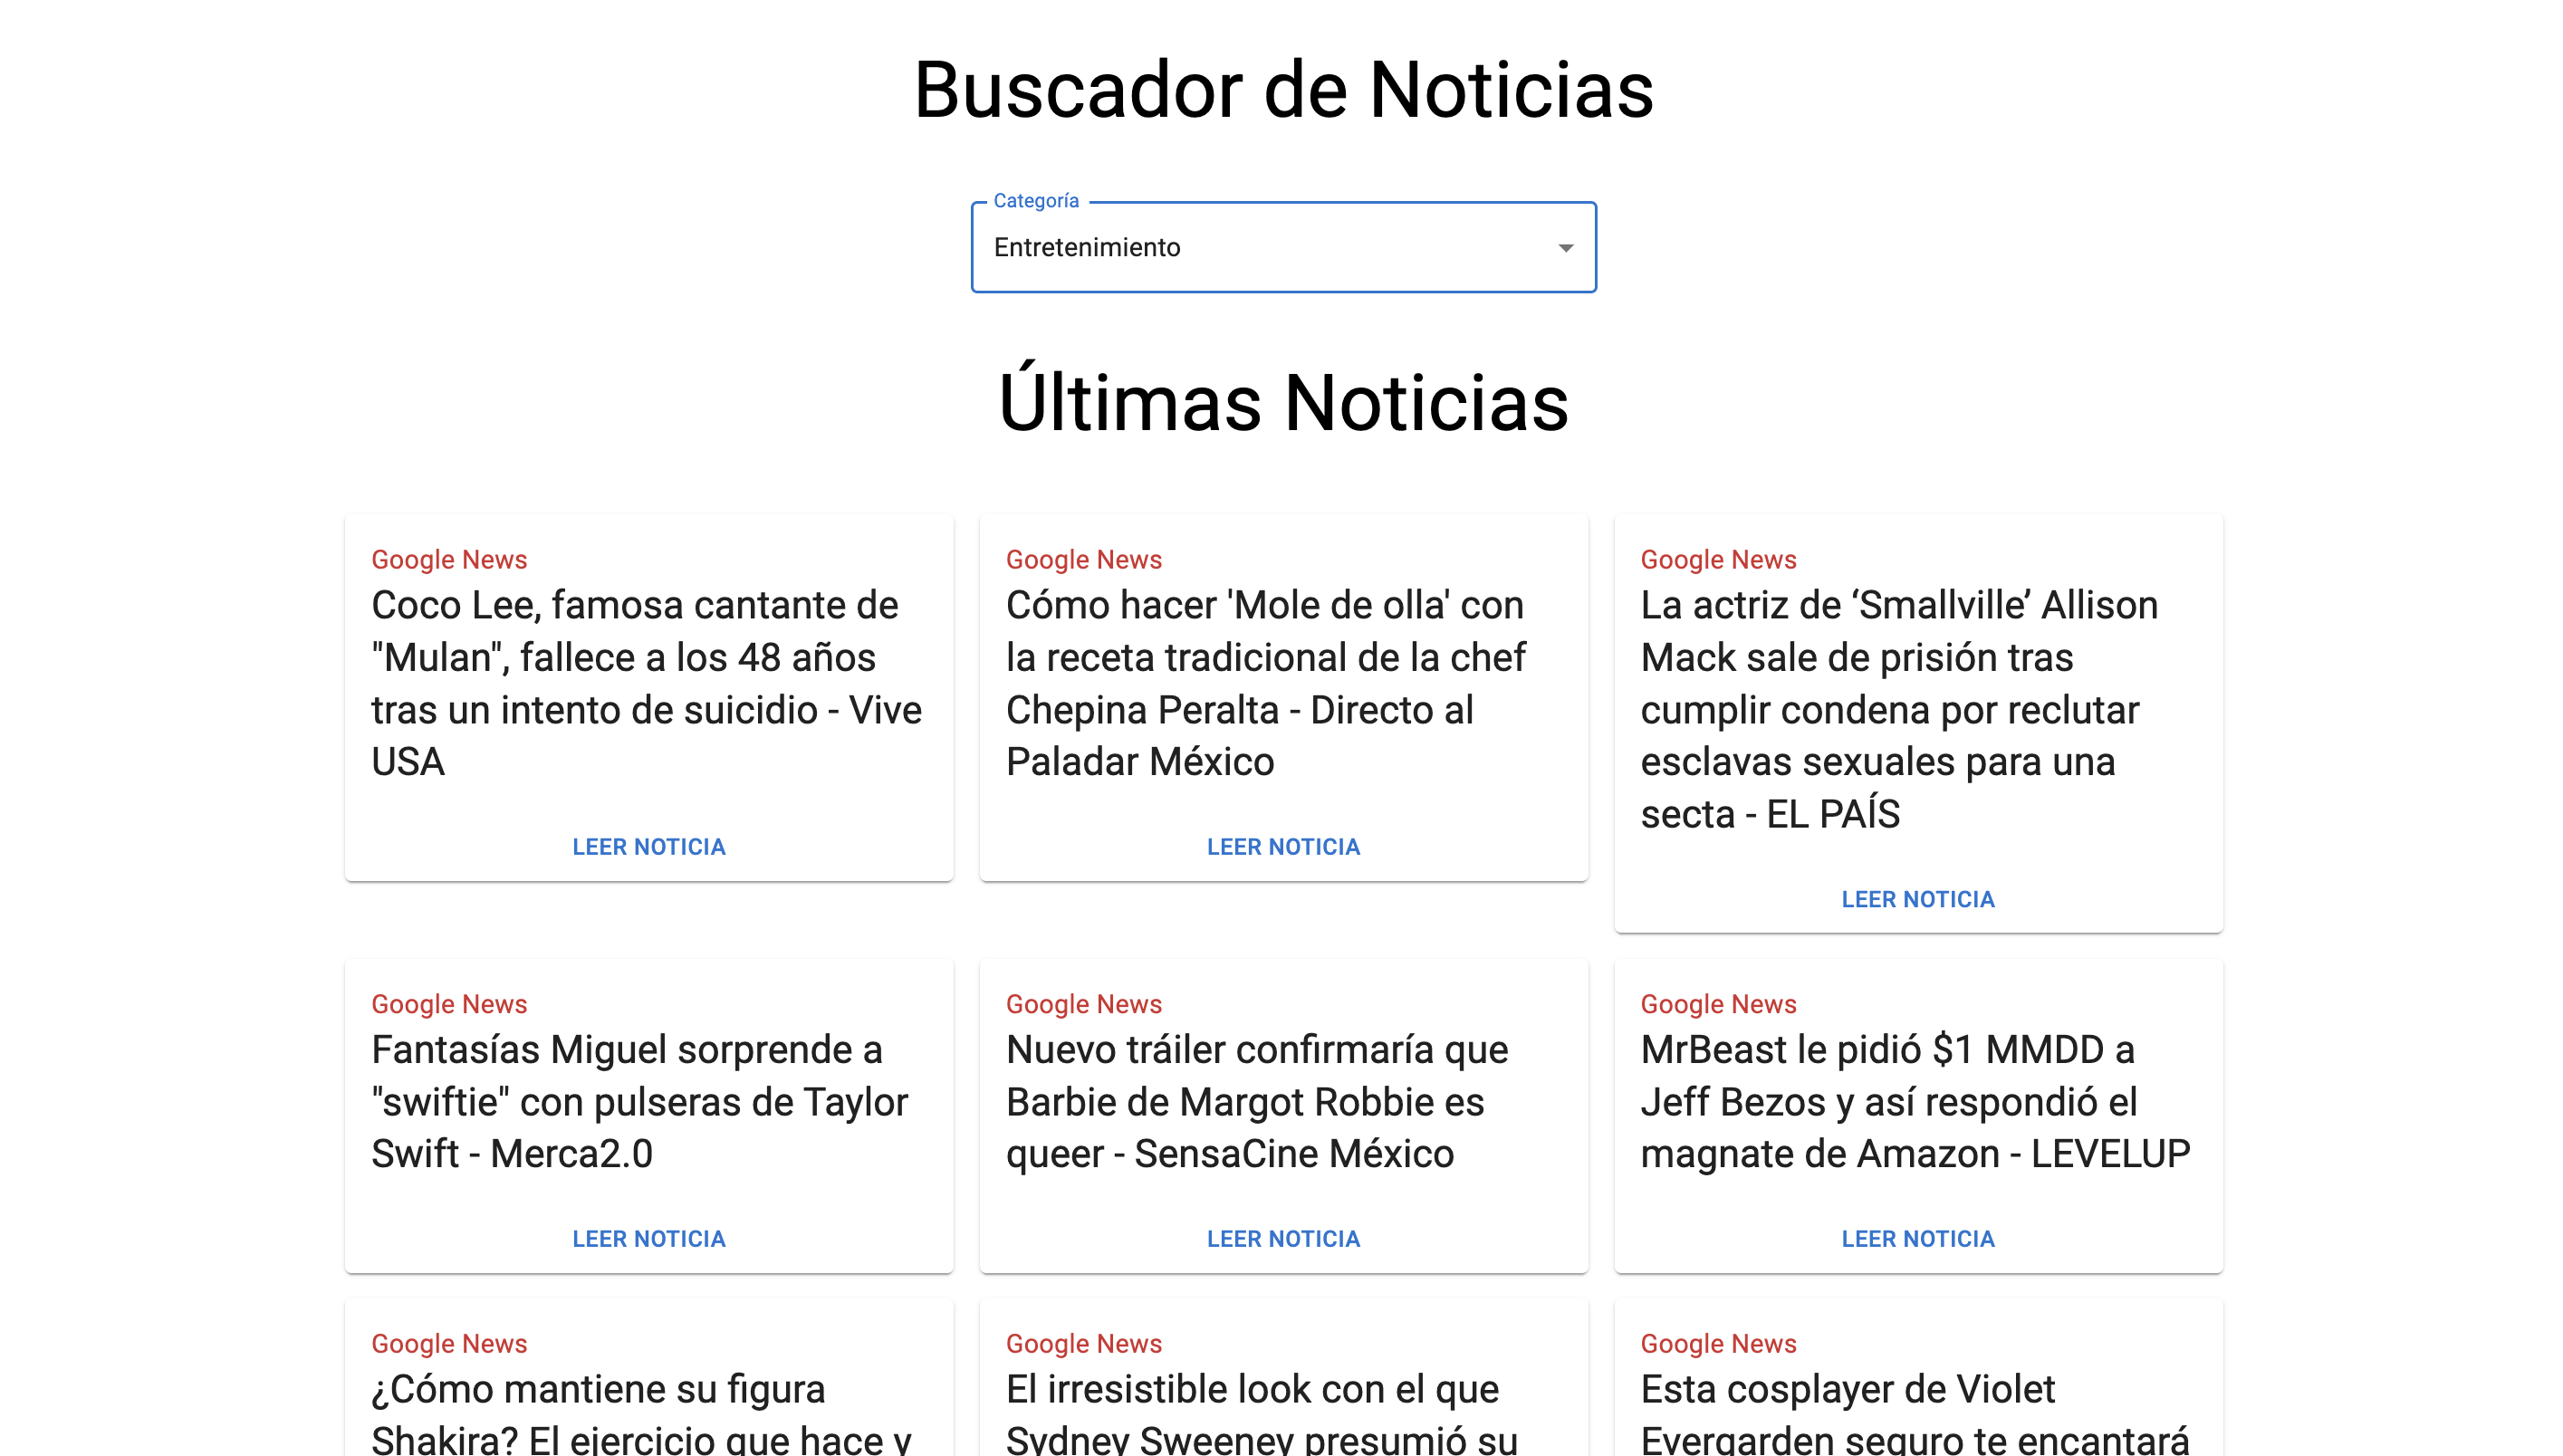 Buscador de Noticias
Categoría
Entretenimiento
Últimas Noticias
Google News
Coco Lee, famosa cantante de
"Mulan", fallece a los 48 años
tras un intento de suicidio - Vive
USA
LEER NOTICIA
Google News
Cómo hacer 'Mole de olla' con
la receta tradicional de la chef
Chepina Peralta - Directo al
Paladar México
LEER NOTICIA
Google News
La actriz de ‘Smallville’ Allison
Mack sale de prisión tras
cumplir condena por reclutar
esclavas sexuales para una
secta - EL PAÍS
LEER NOTICIA
Google News
Fantasías Miguel sorprende a
"swiftie" con pulseras de Taylor
Swift - Merca2.0
LEER NOTICIA
Google News
Nuevo tráiler confirmaría que
Barbie de Margot Robbie es
queer - SensaCine México
LEER NOTICIA
Google News
MrBeast le pidió $1 MMDD a
Jeff Bezos y así respondió el
magnate de Amazon - LEVELUP
LEER NOTICIA
Google News
¿Cómo mantiene su figura
Shakira? El ejercicio que hace y
Google News
El irresistible look con el que
Sydney Sweeney presumió su
Google News
Esta cosplayer de Violet
Evergarden seguro te encantará